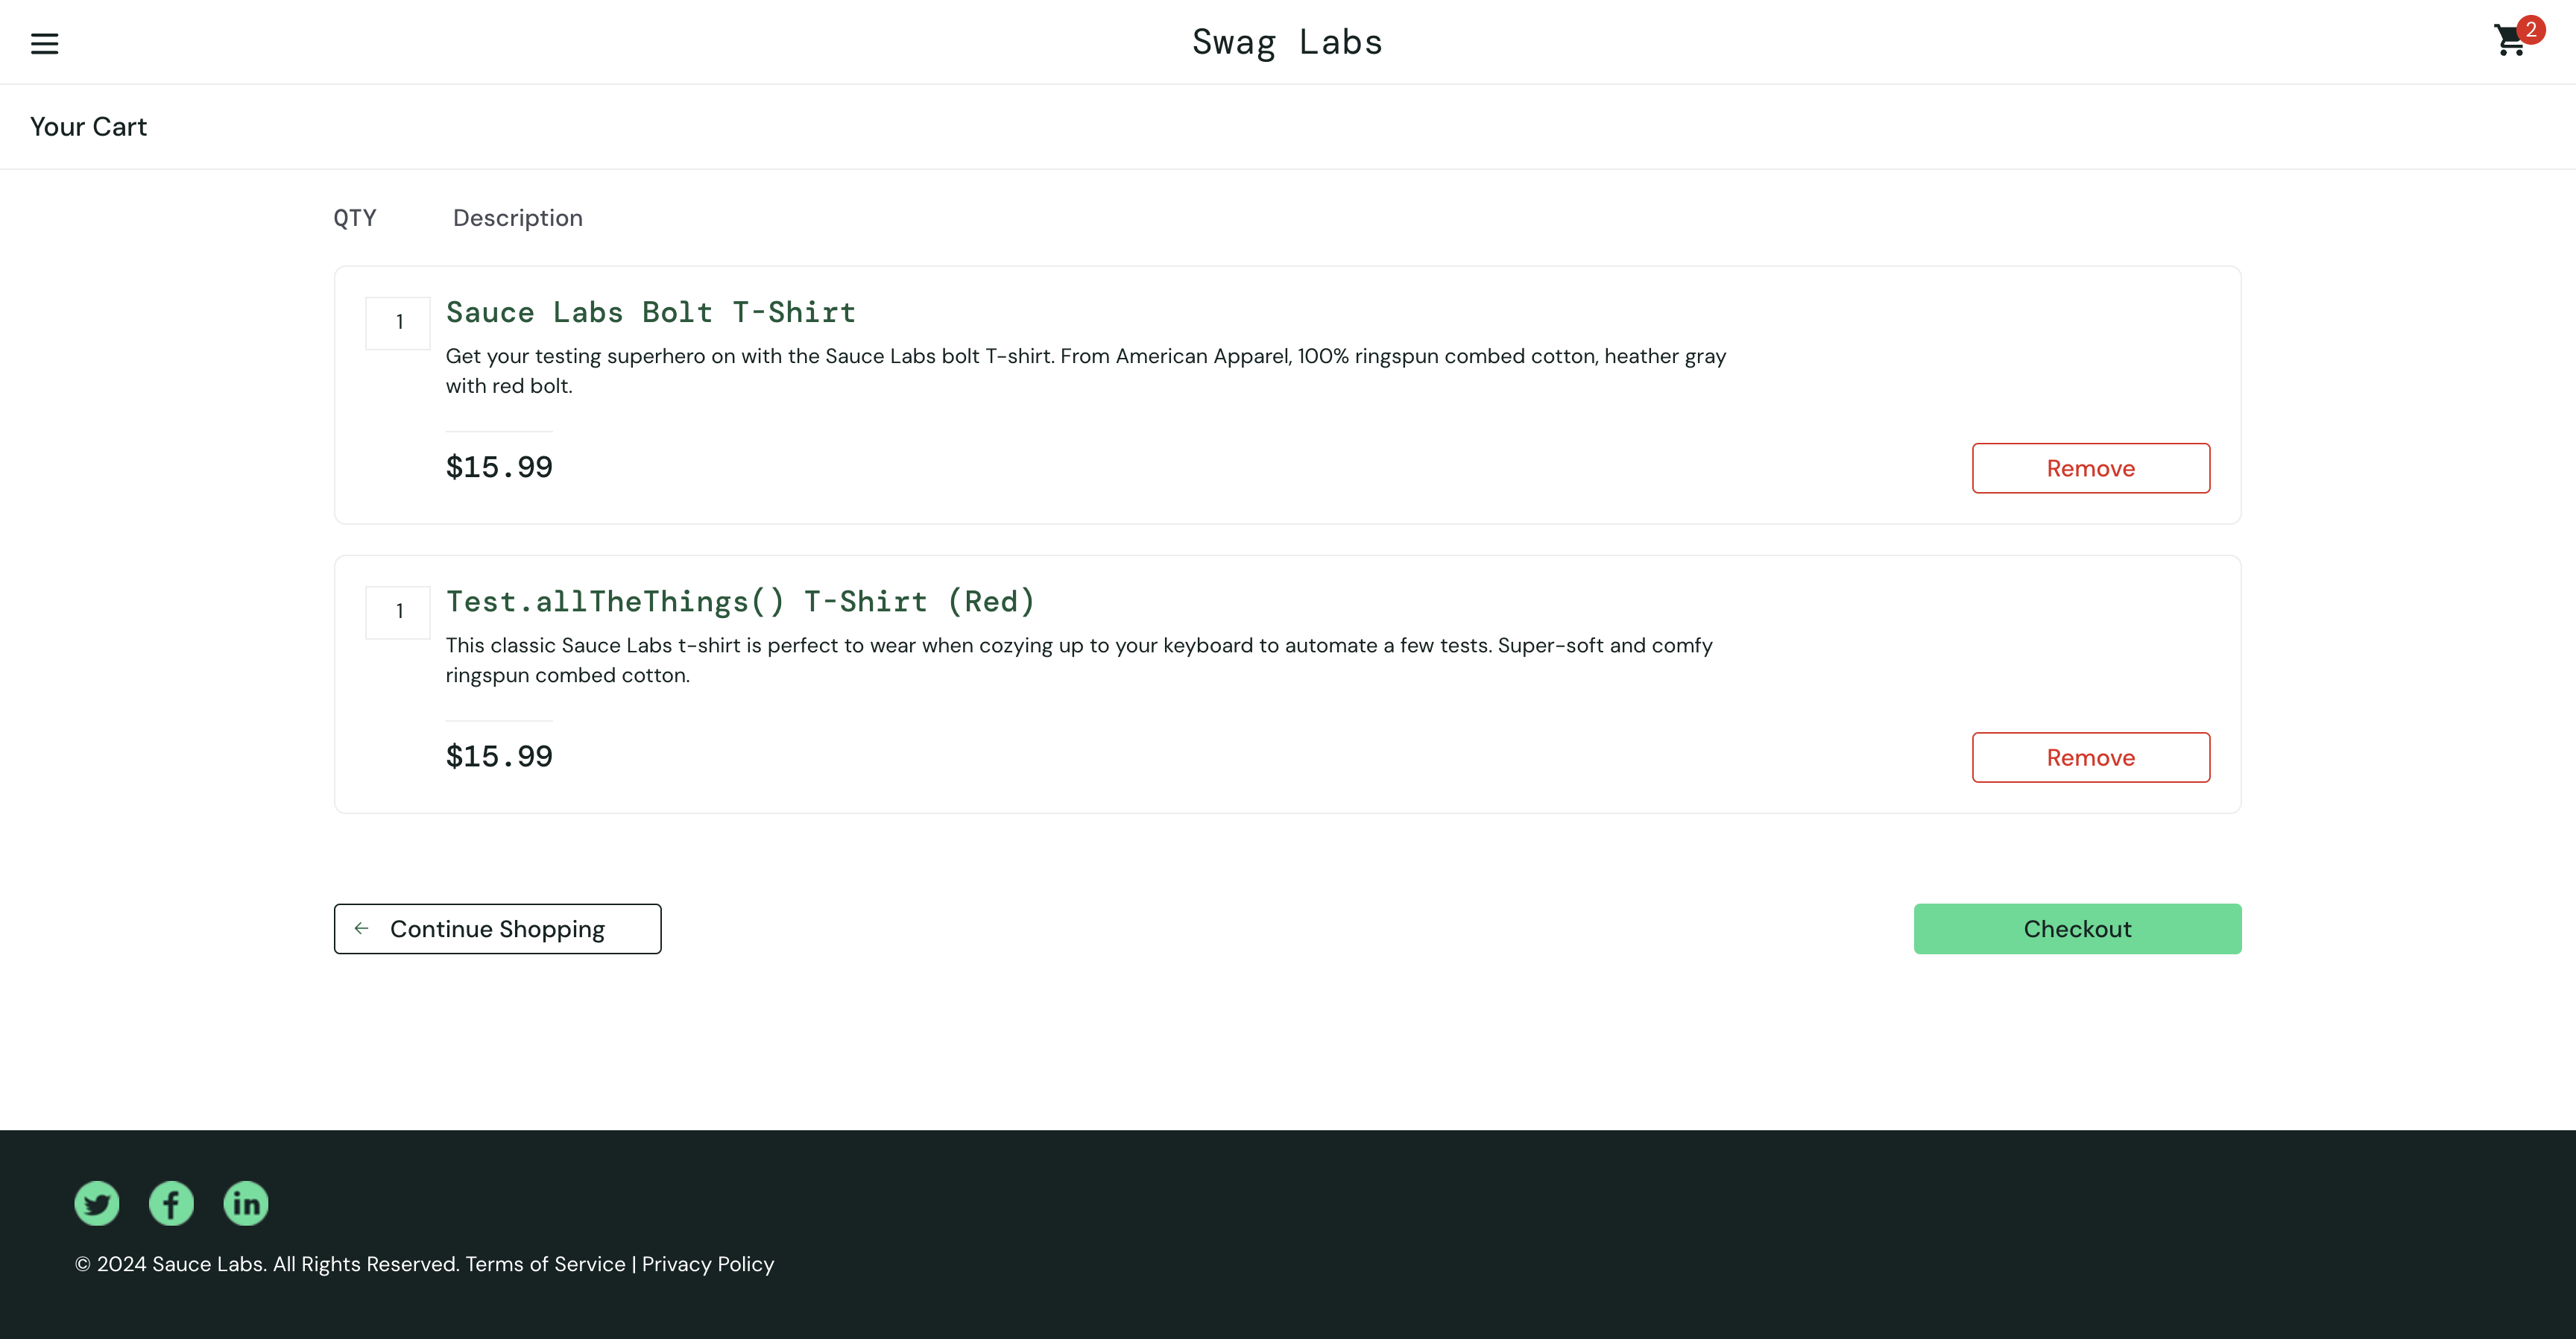 Swag Labs
2
Your Cart
QTY Description
1
Sauce Labs Bolt T-Shirt
Get your testing superhero on with the Sauce Labs bolt T-shirt. From American Apparel, 100% ringspun combed cotton, heather gray
with red bolt.
$15.99
Remove
1
Test.allTheThings() T-Shirt (Red)
This classic Sauce Labs t-shirt is perfect to wear when cozying up to your keyboard to automate a few tests. Super-soft and comfy
ringspun combed cotton.
$15.99
Remove
Continue Shopping
Checkout
© 2024 Sauce Labs. All Rights Reserved. Terms of Service | Privacy Policy